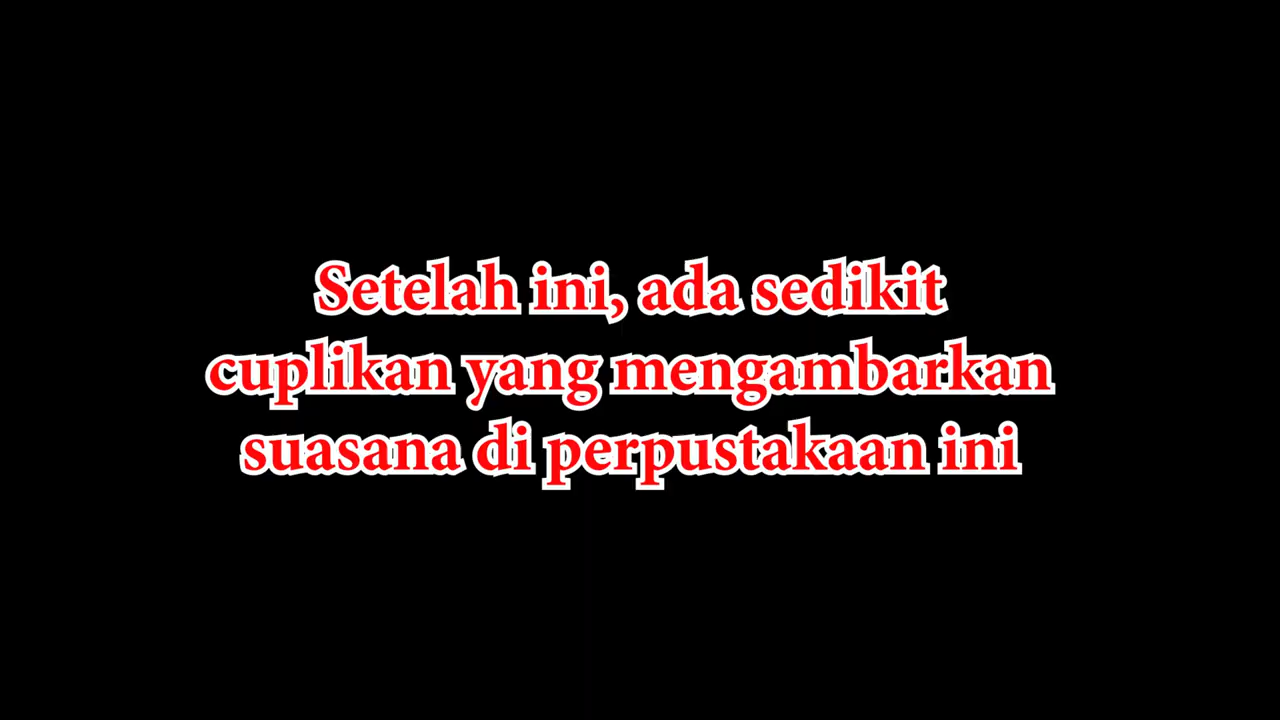 Setelah ini, ada sedikit
cuplikan yang mengambarkan
suasana di perpustakaan ini